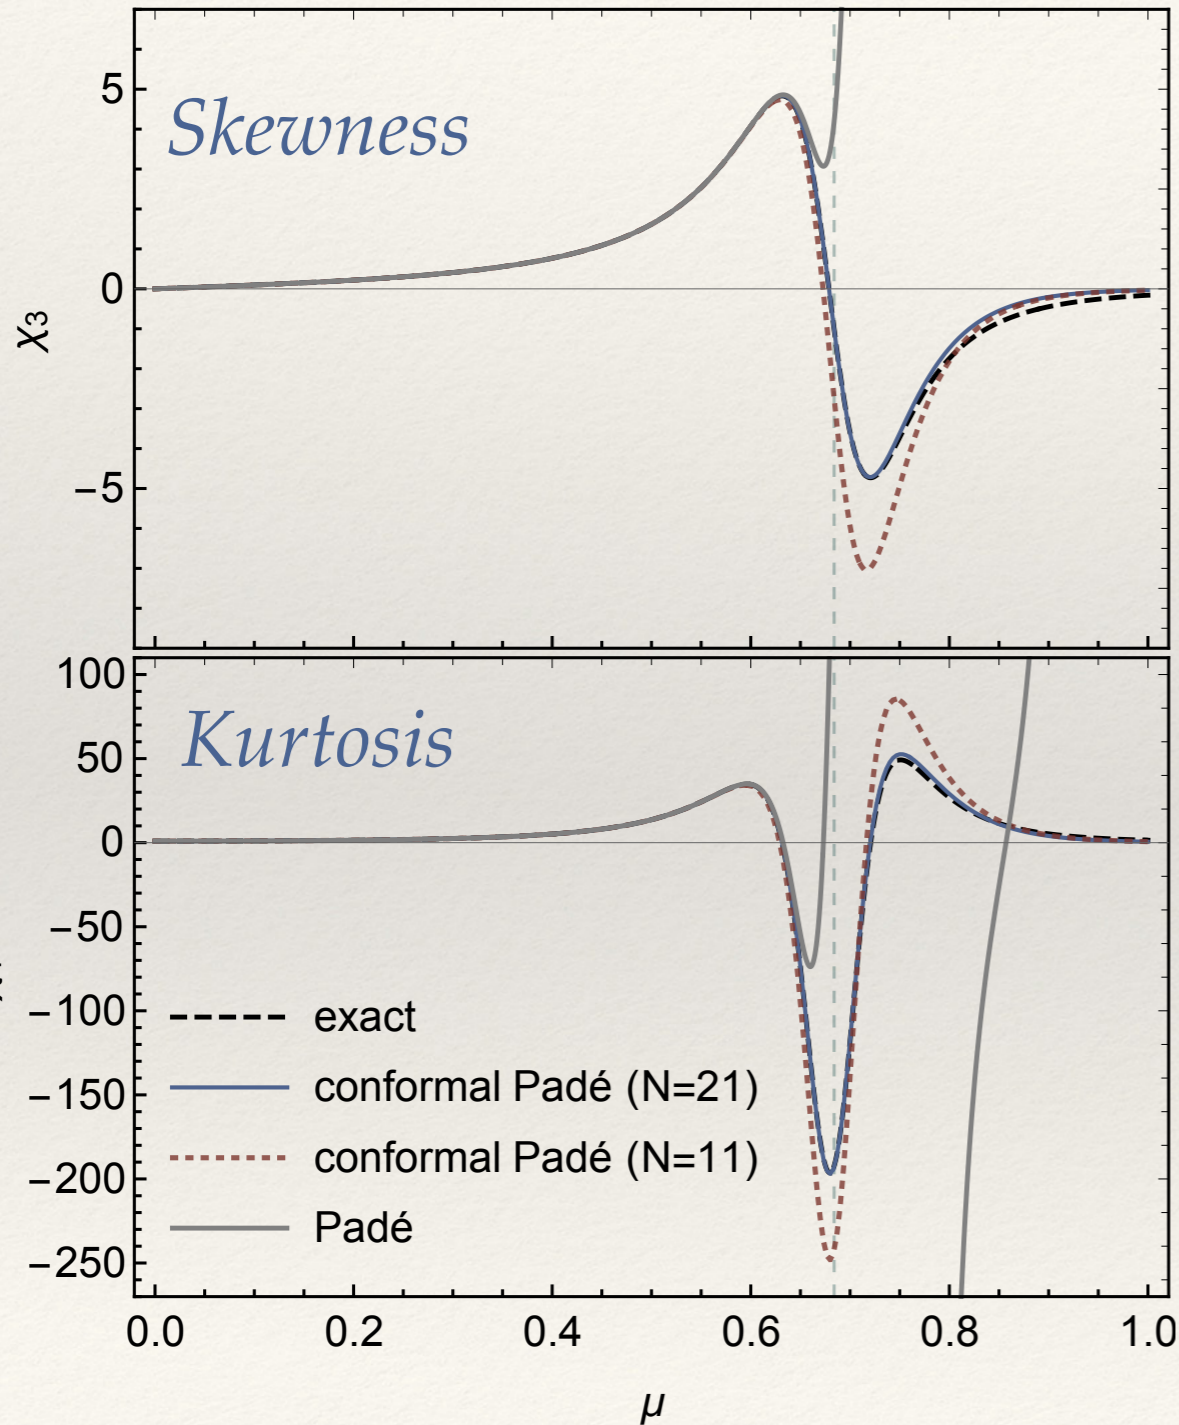 5
Skewness
0
χ3
−5
100
Kurtosis
50
0
−50
−100
exact
−150
conformal Padé (N=21)
−200
conformal Padé (N=11)
−250
Padé
0.0 0.2 0.4 0.6 0.8 1.0
μ